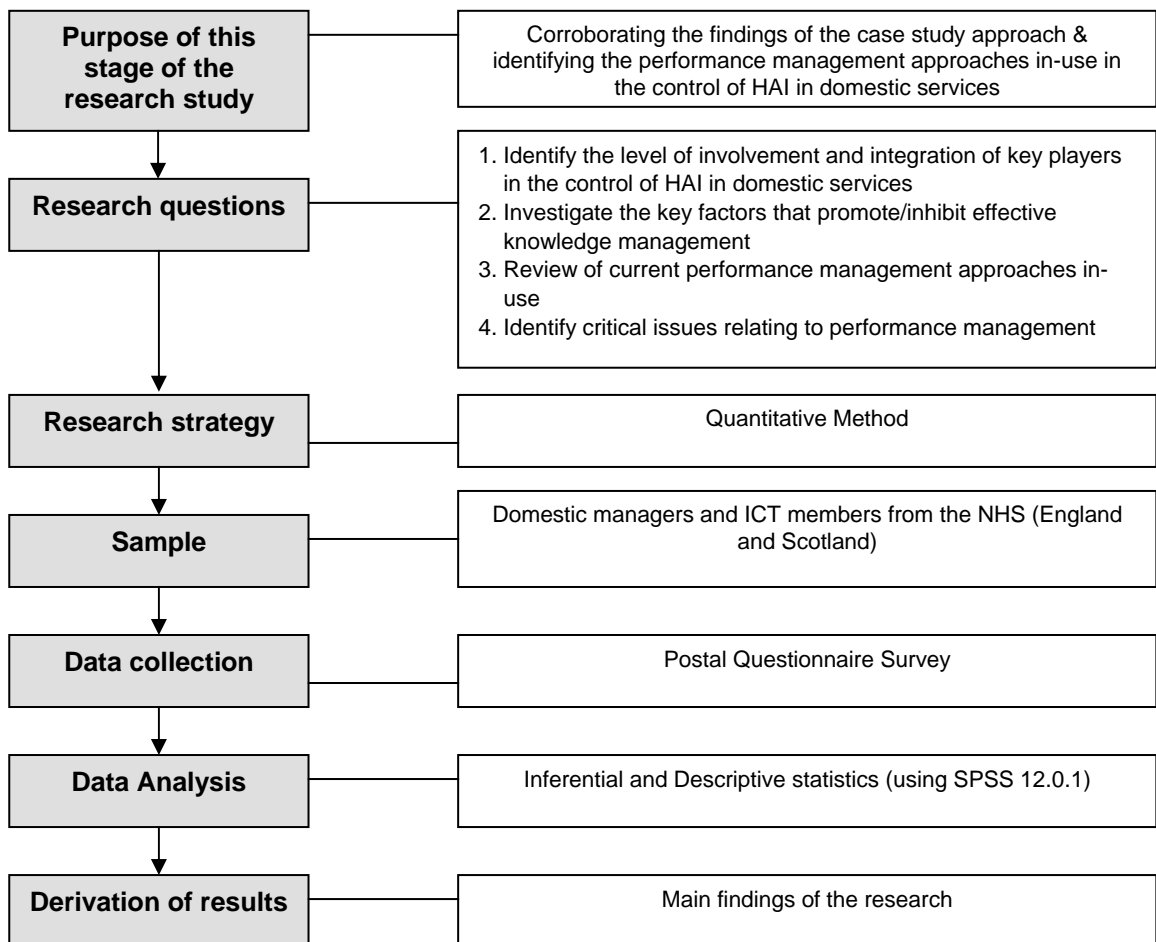 Purpose of this
stage of the
research study
Corroborating the findings of the case study approach &
identifying the performance management approaches in-use in
the control of HAI in domestic services
Research questions
1. Identify the level of involvement and integration of key players
in the control of HAI in domestic services
2. Investigate the key factors that promote/inhibit effective
knowledge management
3. Review of current performance management approaches in-
use
4. Identify critical issues relating to performance management
Research strategy
Quantitative Method
Sample
Domestic managers and ICT members from the NHS (England
and Scotland)
Data collection
Postal Questionnaire Survey
Data Analysis
Inferential and Descriptive statistics (using SPSS 12.0.1)
Derivation of results
Main findings of the research